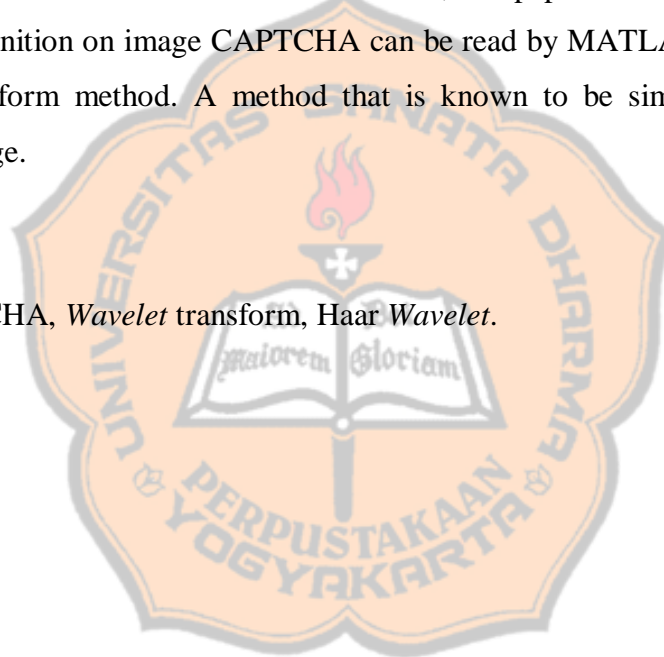 nition on image CAPTCHA can be read by MATLA
form method. A method that is known to be sim
ge.
CHA, Wavelet transform, Haar Wavelet.
UNIVERSITAS SANATA DHARMA
Ad
Maiorem Gloriam
PERPUSTAKAAN
YOGYAKARTA